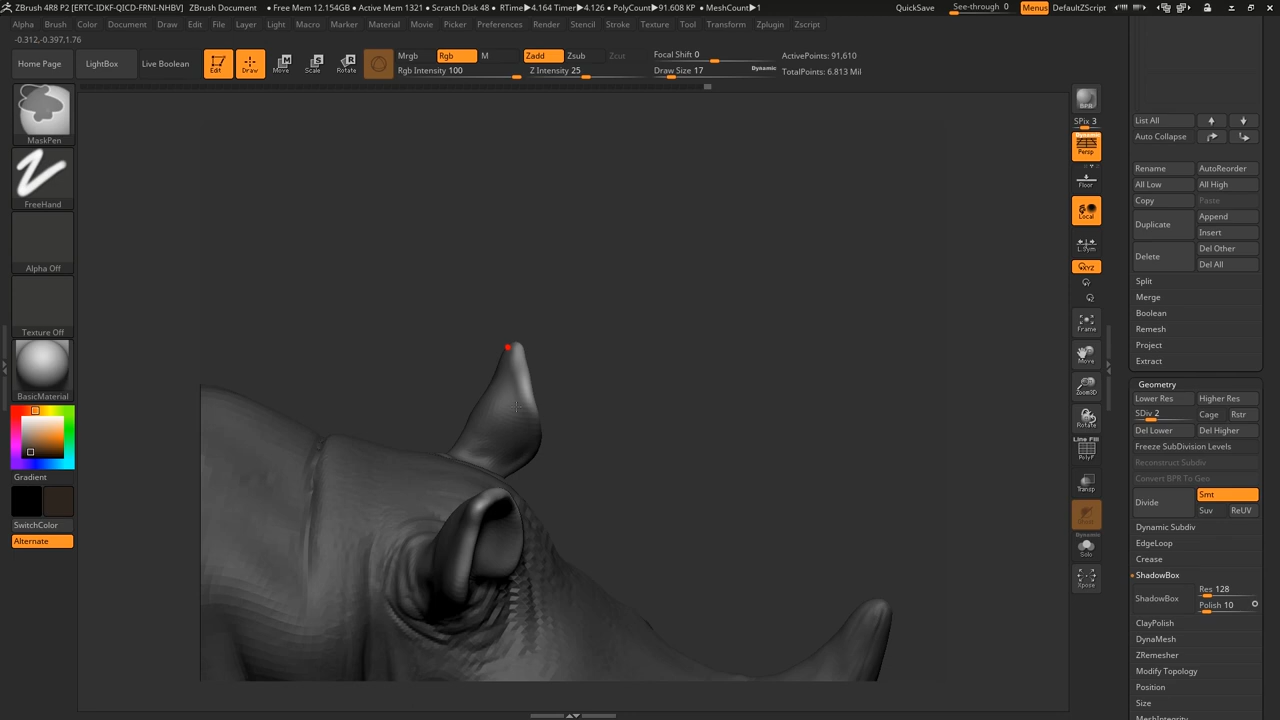 ZBrush 4R8 P2 [ERTC-IDKF-QICD-FRNI-NHBV] ZBrush Document ● Free Mem 12.154GB ● Active Mem 1321 ● Scratch Disk 48 ● RTime▶4.164 Timer▶4.126 ● PolyCount▶91.608 KP ● MeshCount▶1 QuickSave See-through 0 Menus DefaultZScript
Alpha Brush Color Document Draw Edit File Layer Light Macro Marker Movie Picker Preferences Render Stencil Stroke Texture Tool Transform Zplugin Zscript
-0.312,-0.397,1.76
Home Page LightBox Live Boolean Edit Draw Move Scale Rotate
Mrgb Rgb M Zadd Zsub Zcut
Rgb Intensity 100 Z Intensity 25
Focal Shift 0
Draw Size 17 Dynamic
ActivePoints: 91,610
TotalPoints: 6.813 Mil
MaskPen
FreeHand
Alpha Off
Texture Off
BasicMaterial
Gradient
SwitchColor
Alternate
BPR
SPix 3
Dynamic
Persp
Floor
Local
L.Sym
XYZ
Frame
Move
Zoom3D
Rotate
Line Fill
PolyF
Transp
Dynamic
Solo
Xpose
List All
Auto Collapse
Rename AutoReorder
All Low All High
Copy Paste
Duplicate Append
Insert
Delete Del Other
Del All
Split
Merge
Boolean
Remesh
Project
Extract
Geometry
Lower Res Higher Res
SDiv 2 Cage Rstr
Del Lower Del Higher
Freeze SubDivision Levels
Reconstruct Subdiv
Convert BPR To Geo
Divide Smt
Suv ReUV
Dynamic Subdiv
EdgeLoop
Crease
ShadowBox
ShadowBox Res 128
Polish 10
ClayPolish
DynaMesh
ZRemesher
Modify Topology
Position
Size
MeshIntegrity